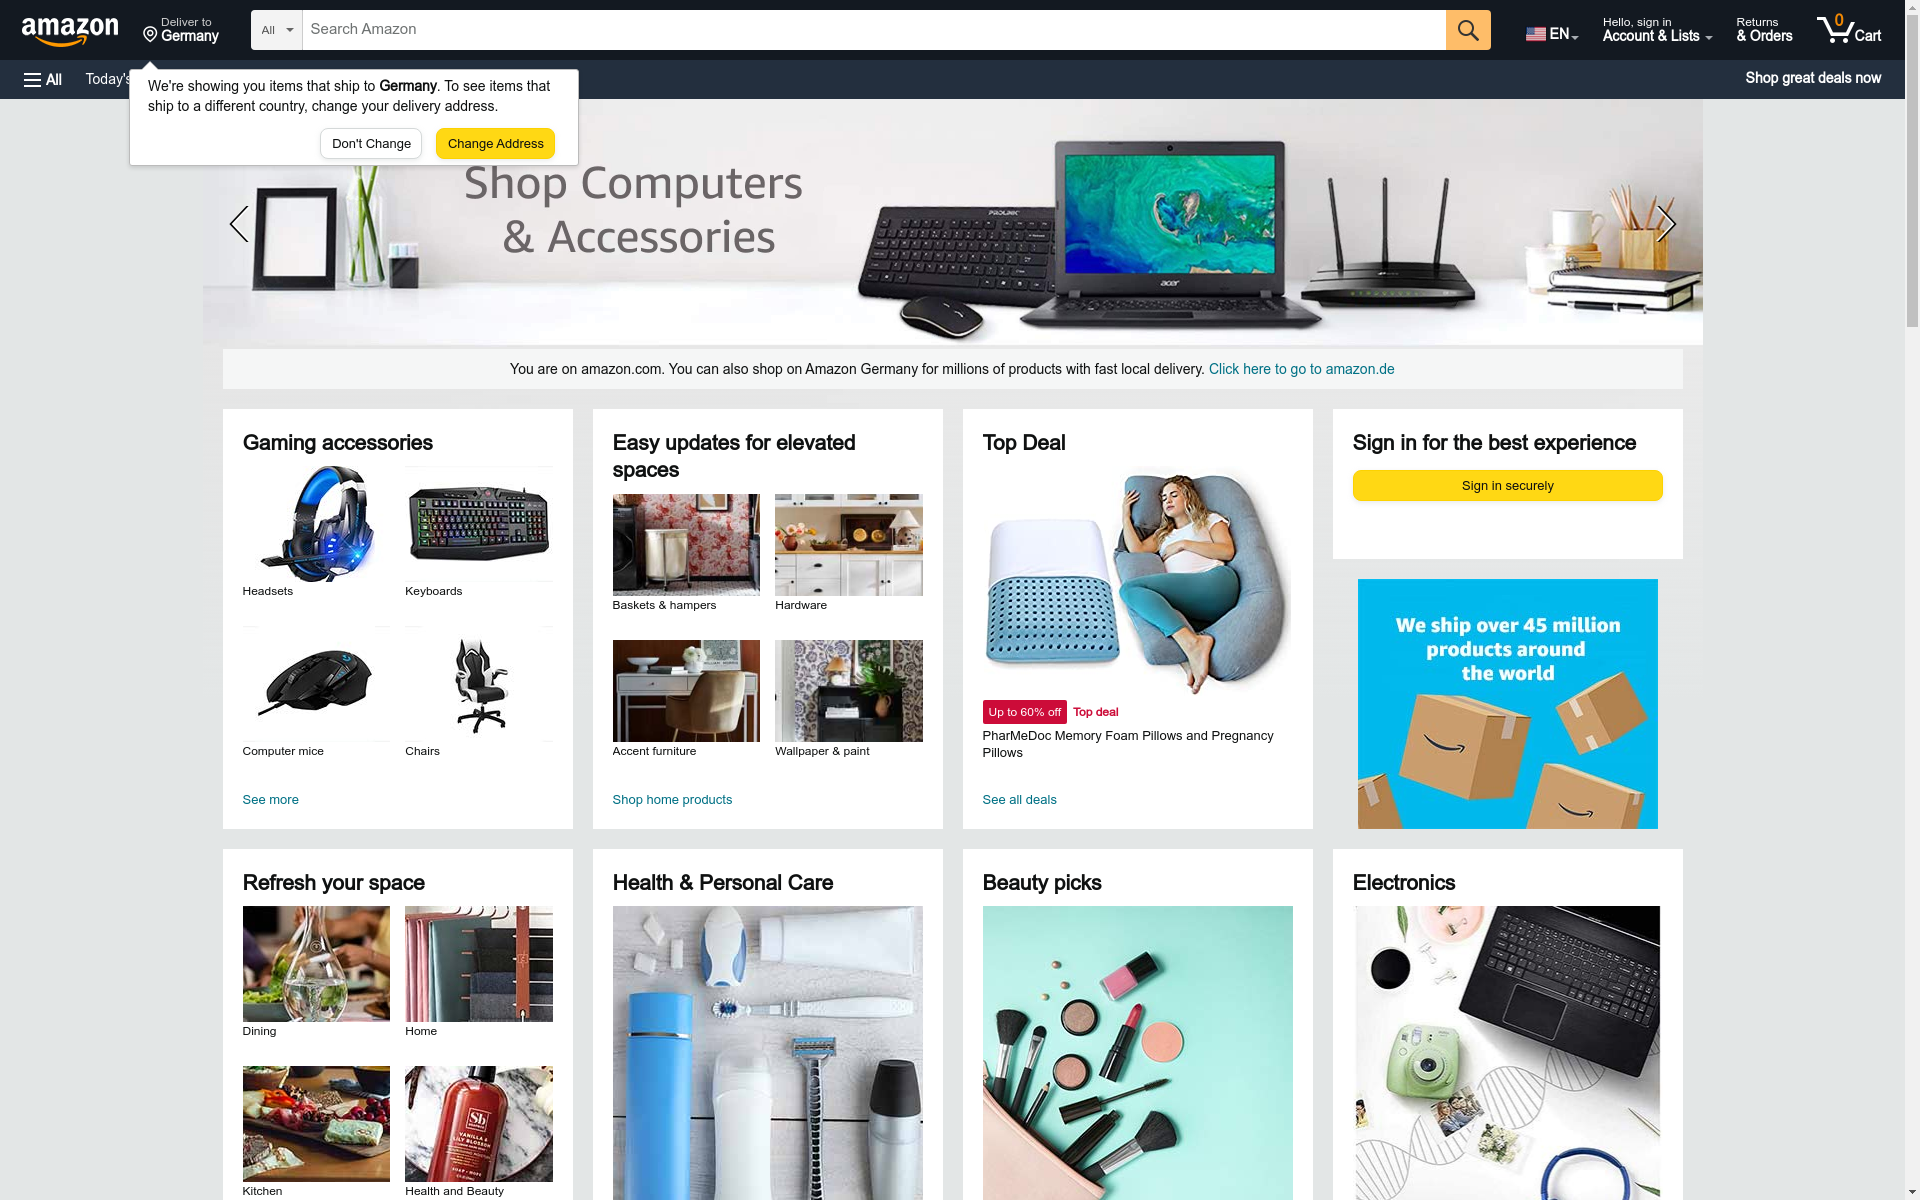 amazon
Deliver to
Germany
All
Search Amazon
EN
Hello, sign in
Account & Lists
Returns
& Orders
0
Cart
All
Today's
Shop great deals now
We're showing you items that ship to Germany. To see items that
ship to a different country, change your delivery address.
Don't Change
Change Address
Shop Computers
& Accessories
PROLINK
acer
You are on amazon.com. You can also shop on Amazon Germany for millions of products with fast local delivery. Click here to go to amazon.de
Gaming accessories
Headsets
Keyboards
Computer mice
Chairs
See more
Easy updates for elevated
spaces
Baskets & hampers
Hardware
Accent furniture
Wallpaper & paint
Shop home products
Top Deal
Up to 60% off
Top deal
PharMeDoc Memory Foam Pillows and Pregnancy
Pillows
See all deals
Sign in for the best experience
Sign in securely
We ship over 45 million
products around
the world
Refresh your space
Dining
Home
Kitchen
Sb
VANILLA &
LILY BLOSSOM
Health and Beauty
Health & Personal Care
Beauty picks
Electronics